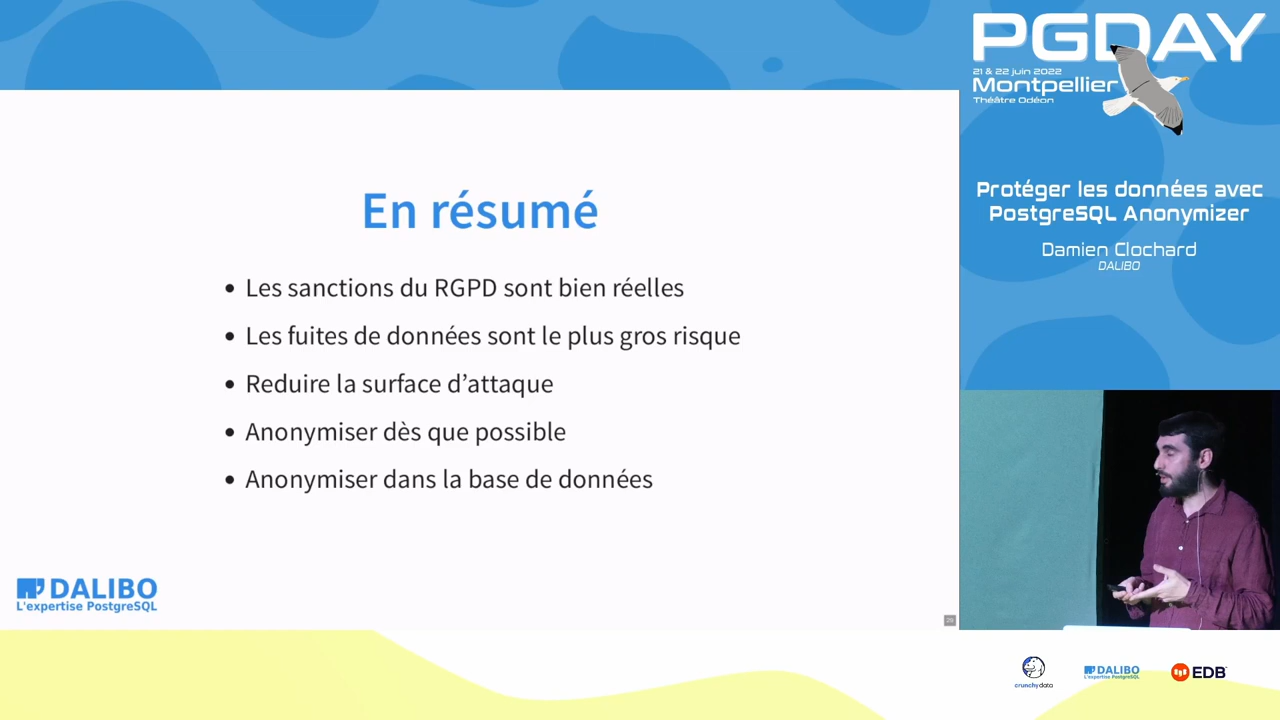 En résumé
Les sanctions du RGPD sont bien réelles
Les fuites de données sont le plus gros risque
Reduire la surface d'attaque
Anonymiser dès que possible
Anonymiser dans la base de données
DALIBO
L'expertise PostgreSQL
PGDAY
21 & 22 juin 2022
Montpellier
Théâtre Odéon
Protéger les données avec
PostgreSQL Anonymizer
Damien Clochard
DALIBO
crunchydata
DALIBO
L'expertise PostgreSQL
EDB